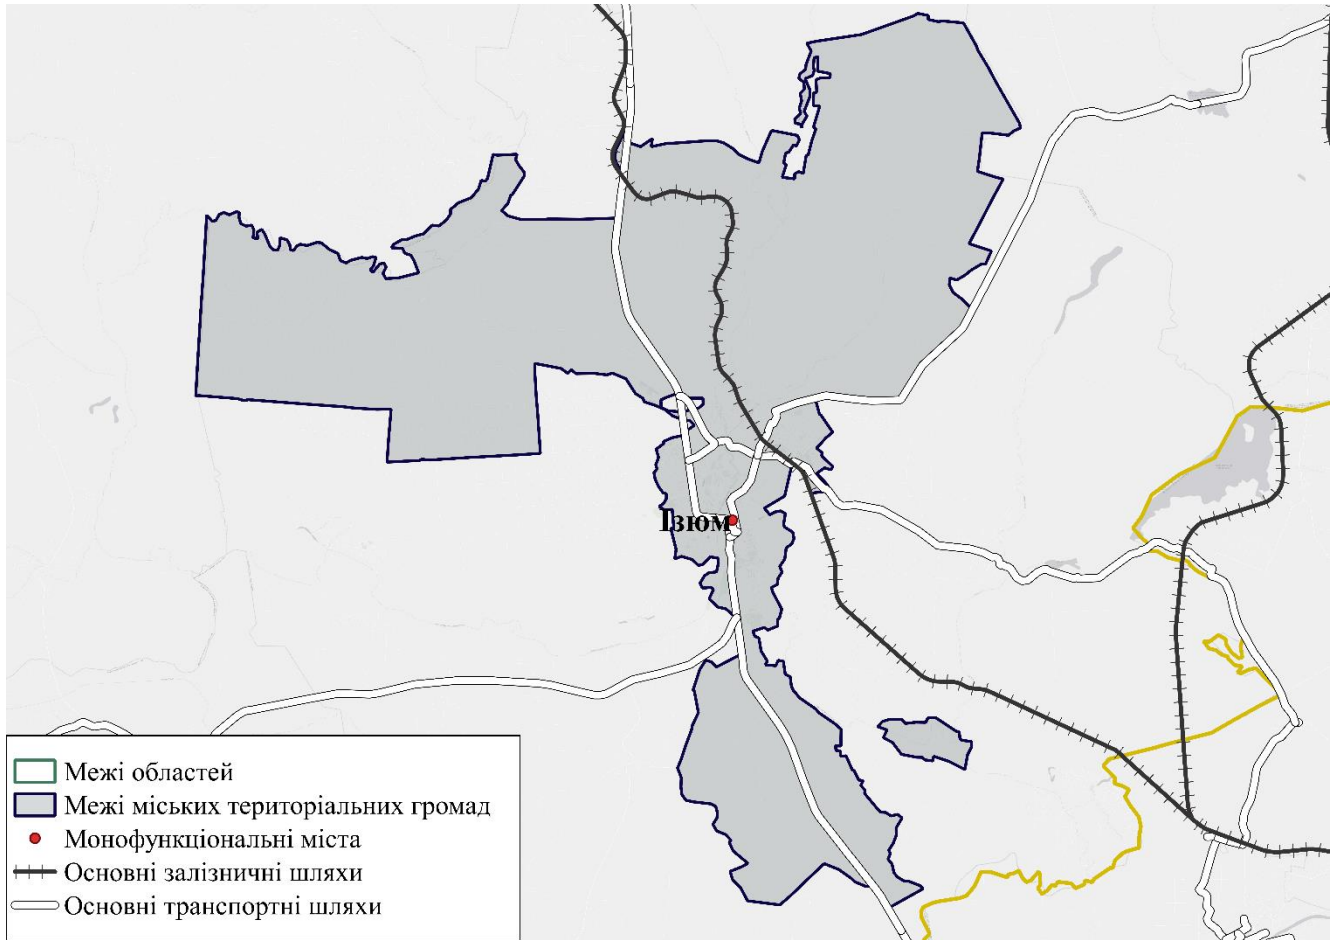 Ізюм
Межі областей
Межі міських територіальних громад
Монофункціональні міста
Основні залізничні шляхи
Основні транспортні шляхи